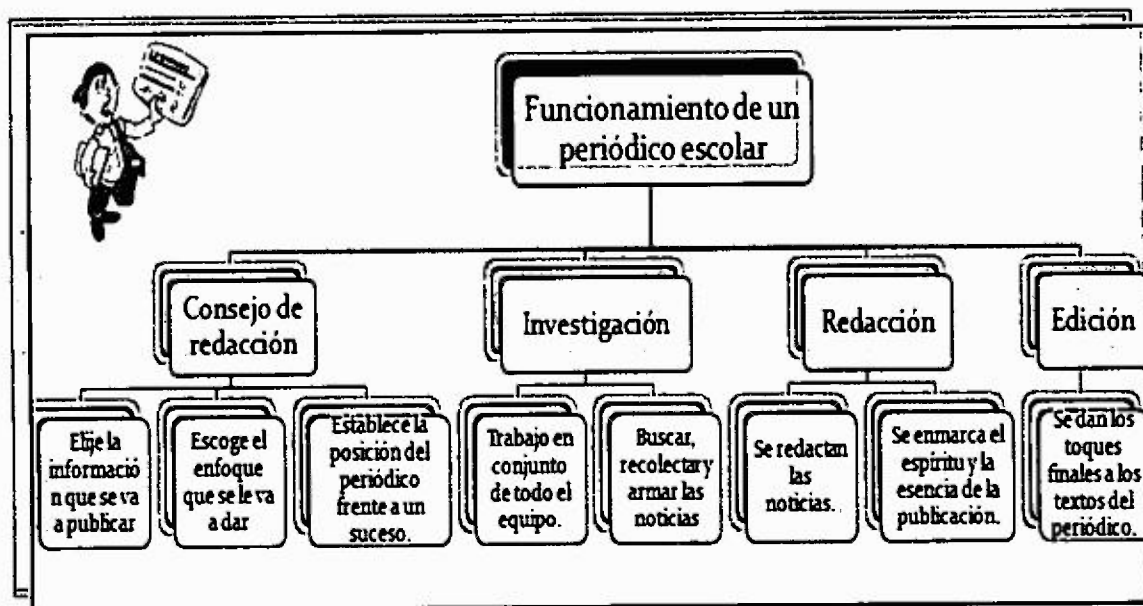 Funcionamiento de un
periódico escolar
Consejo de
redacción
Investigación
Redacción
Edición
Elije la
informació
n que se va
a publicar
Escoge el
enfoque
que se le va
a dar
Establece la
posición del
periódico
frente a un
suceso.
Trabajo en
conjunto
de todo el
equipo.
Buscar,
recolectar y
armar las
noticias
Se redactan
las
noticias.
Se enmarca el
espíritu y la
esencia de la
publicación.
Se dan los
toques
finales a los
textos del
periódico.